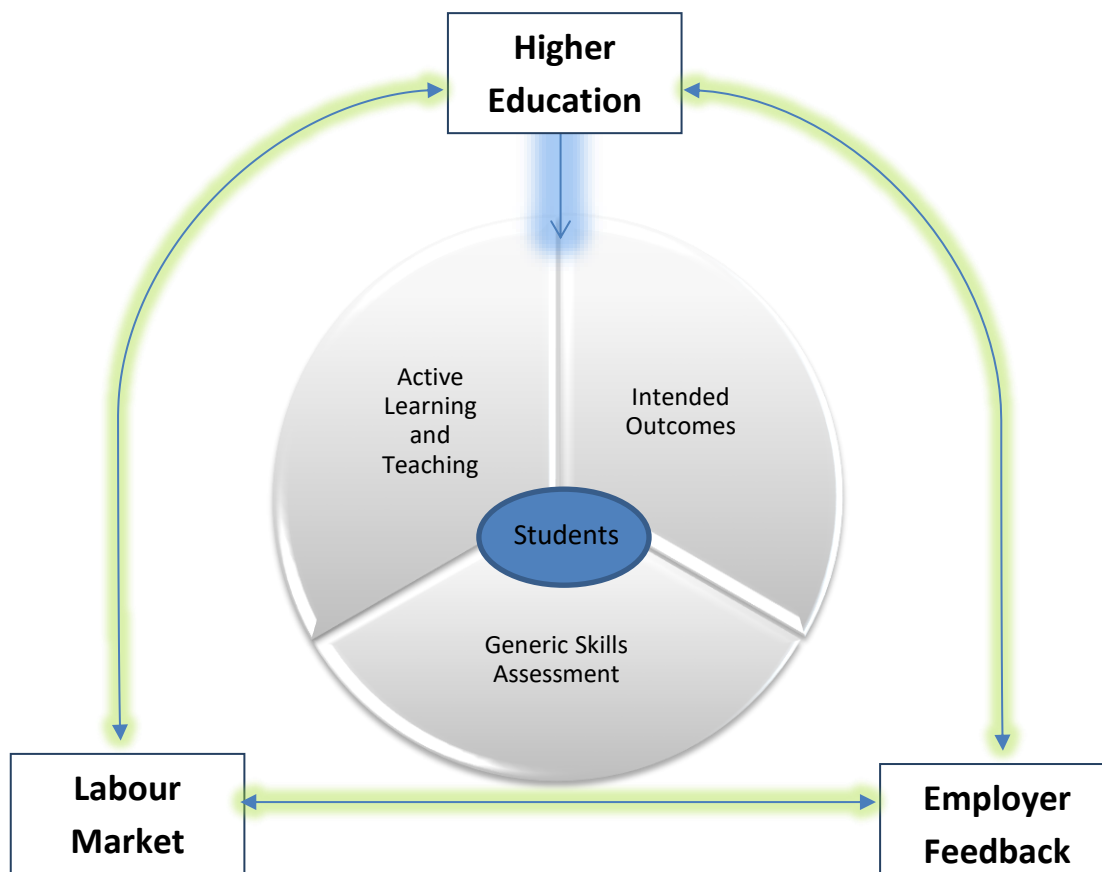 Higher
Education
Active
Learning
and
Teaching
Intended
Outcomes
Students
Generic Skills
Assessment
Labour
Market
Employer
Feedback